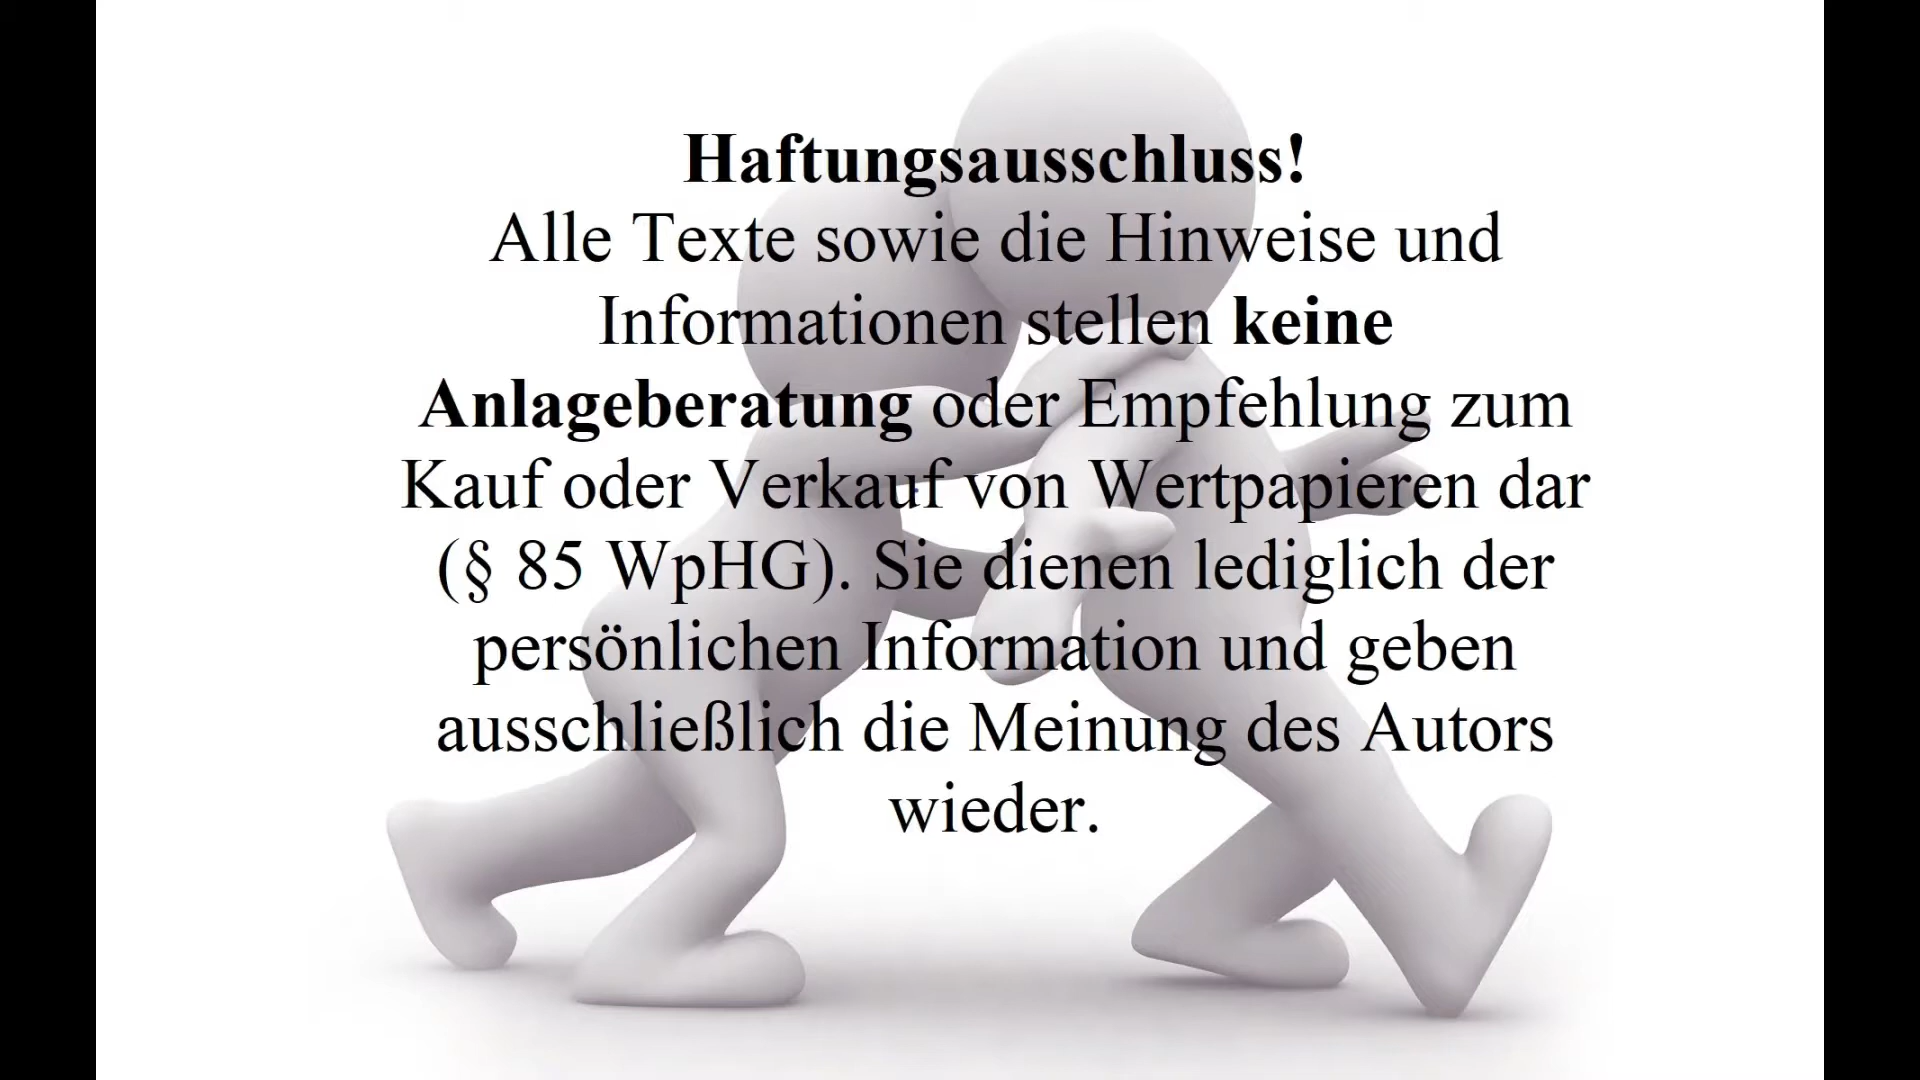 Haftungsausschluss!
Alle Texte sowie die Hinweise und
Informationen stellen keine
Anlageberatung oder Empfehlung zum
Kauf oder Verkauf von Wertpapieren dar
(§ 85 WpHG). Sie dienen lediglich der
persönlichen Information und geben
ausschließlich die Meinung des Autors
wieder.